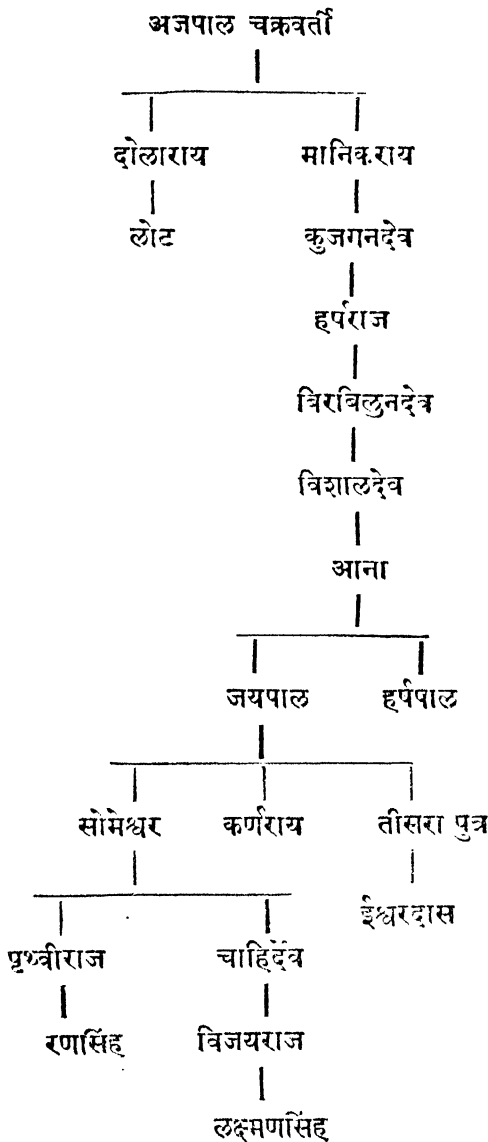 अजपाल चक्रवर्ती
दोलाराय मानिकराय
लोट कुजगनदेव
हर्षराज
बिरबिलुनदेव
विशालदेव
आना
जयपाल हर्षपाल
सोमेश्वर कर्णराय तीसरा पुत्र
ईश्वरदास
पृथ्वीराज चाहिर्देव
रणसिंह विजयराज
लक्ष्मणसिंह